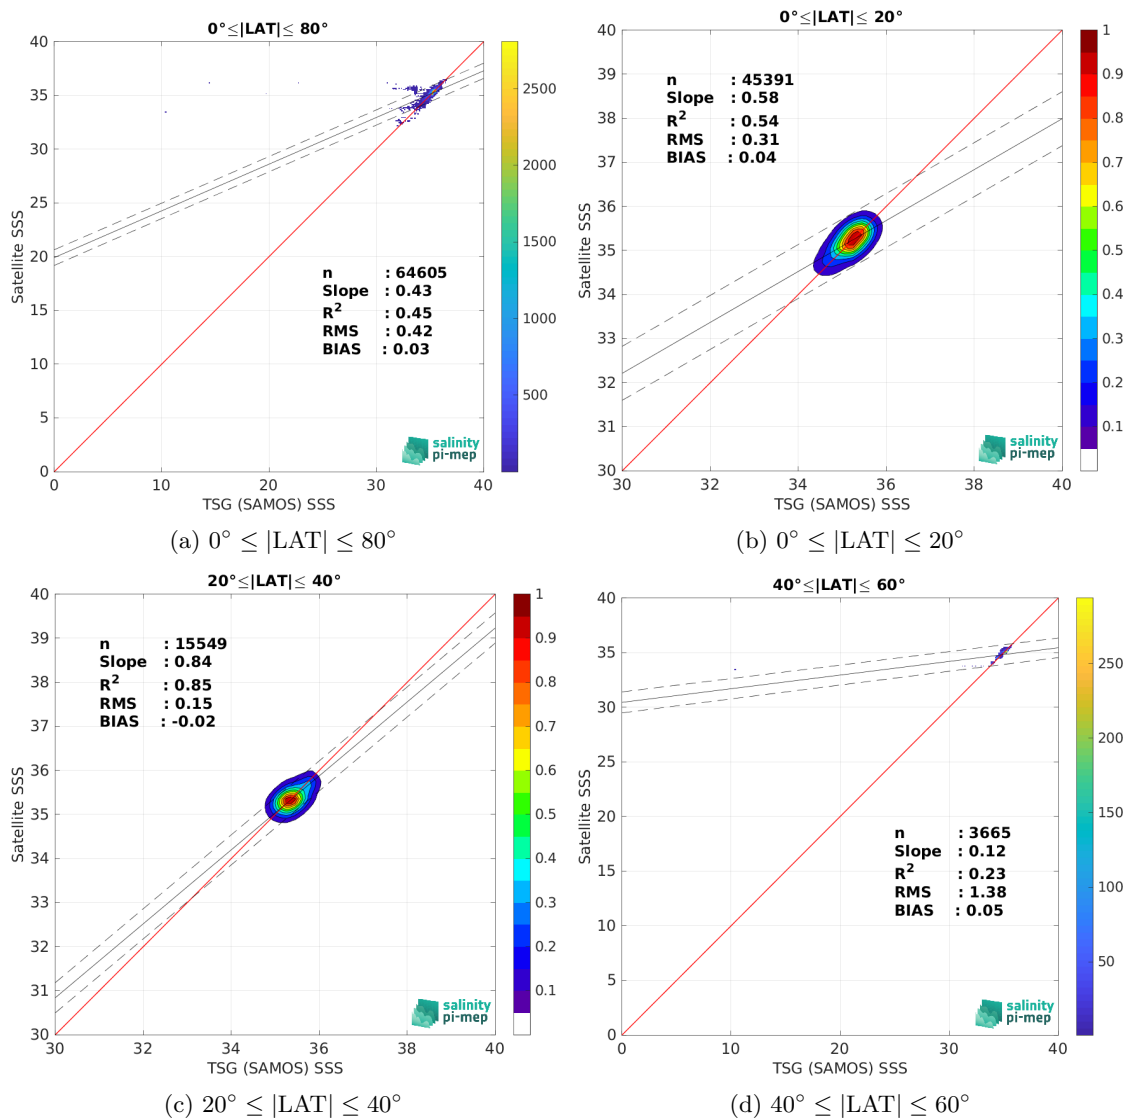 0°≤|LAT|≤ 80°
40
35
30
25
20
15
10
5
0
Satellite SSS
0
10
20
30
40
TSG (SAMOS) SSS
n : 64605
Slope : 0.43
R² : 0.45
RMS : 0.42
BIAS : 0.03
salinity
pi-mep
2500
2000
1500
1000
500
(a) 0° ≤ |LAT| ≤ 80°
0°≤|LAT|≤ 20°
40
39
38
37
36
35
34
33
32
31
30
Satellite SSS
30
32
34
36
38
40
TSG (SAMOS) SSS
n : 45391
Slope : 0.58
R² : 0.54
RMS : 0.31
BIAS : 0.04
salinity
pi-mep
1
0.9
0.8
0.7
0.6
0.5
0.4
0.3
0.2
0.1
(b) 0° ≤ |LAT| ≤ 20°
20°≤|LAT|≤ 40°
40
39
38
37
36
35
34
33
32
31
30
Satellite SSS
30
32
34
36
38
40
TSG (SAMOS) SSS
n : 15549
Slope : 0.84
R² : 0.85
RMS : 0.15
BIAS : -0.02
salinity
pi-mep
1
0.9
0.8
0.7
0.6
0.5
0.4
0.3
0.2
0.1
(c) 20° ≤ |LAT| ≤ 40°
40°≤|LAT|≤ 60°
40
35
30
25
20
15
10
5
0
Satellite SSS
0
10
20
30
40
TSG (SAMOS) SSS
n : 3665
Slope : 0.12
R² : 0.23
RMS : 1.38
BIAS : 0.05
salinity
pi-mep
250
200
150
100
50
(d) 40° ≤ |LAT| ≤ 60°